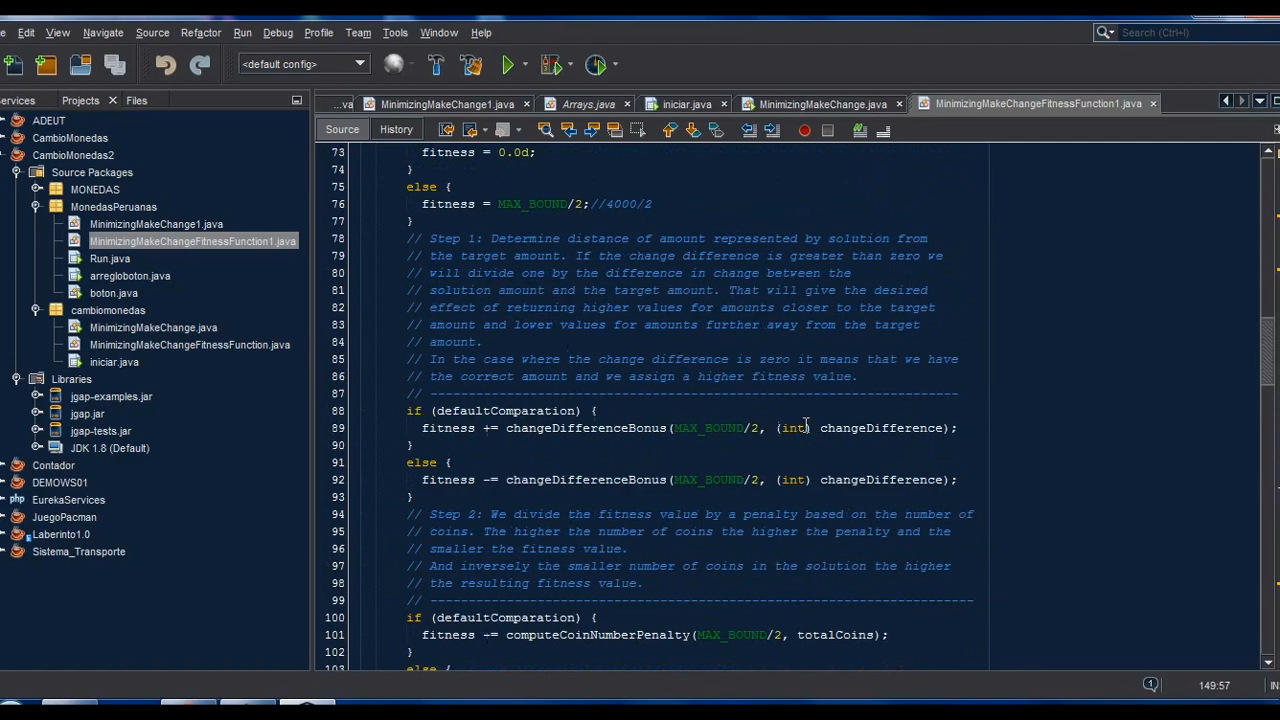 Edit View Navigate Source Refactor Run Debug Profile Team Tools Window Help
Search (Ctrl+I)
<default config>
Projects Files
...va MinimizingMakeChange1.java Arrays.java iniciar.java MinimizingMakeChange.java MinimizingMakeChangeFitnessFunction1.java
Source History
ADEUT
CambioMonedas
CambioMonedas2
Source Packages
MONEDAS
MonedasPeruanas
MinimizingMakeChange1.java
MinimizingMakeChangeFitnessFunction1.java
Run.java
arregloboton.java
boton.java
cambiomonedas
MinimizingMakeChange.java
MinimizingMakeChangeFitnessFunction.java
iniciar.java
Libraries
jgap-examples.jar
jgap.jar
jgap-tests.jar
JDK 1.8 (Default)
Contador
DEMOWS01
php EurekaServices
JuegoPacman
Laberinto1.0
Sistema_Transporte
73 fitness = 0.0d;
74 }
75 else {
76 fitness = MAX_BOUND/2;//4000/2
77 }
78 // Step 1: Determine distance of amount represented by solution from
79 // the target amount. If the change difference is greater than zero we
80 // will divide one by the difference in change between the
81 // solution amount and the target amount. That will give the desired
82 // effect of returning higher values for amounts closer to the target
83 // amount and lower values for amounts further away from the target
84 // amount.
85 // In the case where the change difference is zero it means that we have
86 // the correct amount and we assign a higher fitness value.
87 // ---------------------------------------------------------------------
88 if (defaultComparation) {
89 fitness += changeDifferenceBonus(MAX_BOUND/2, (int) changeDifference);
90 }
91 else {
92 fitness -= changeDifferenceBonus(MAX_BOUND/2, (int) changeDifference);
93 }
94 // Step 2: We divide the fitness value by a penalty based on the number of
95 // coins. The higher the number of coins the higher the penalty and the
96 // smaller the fitness value.
97 // And inversely the smaller number of coins in the solution the higher
98 // the resulting fitness value.
99 // -----------------------------------------------------------------------
100 if (defaultComparation) {
101 fitness -= computeCoinNumberPenalty(MAX_BOUND/2, totalCoins);
102 }
103 else {
1 149:57